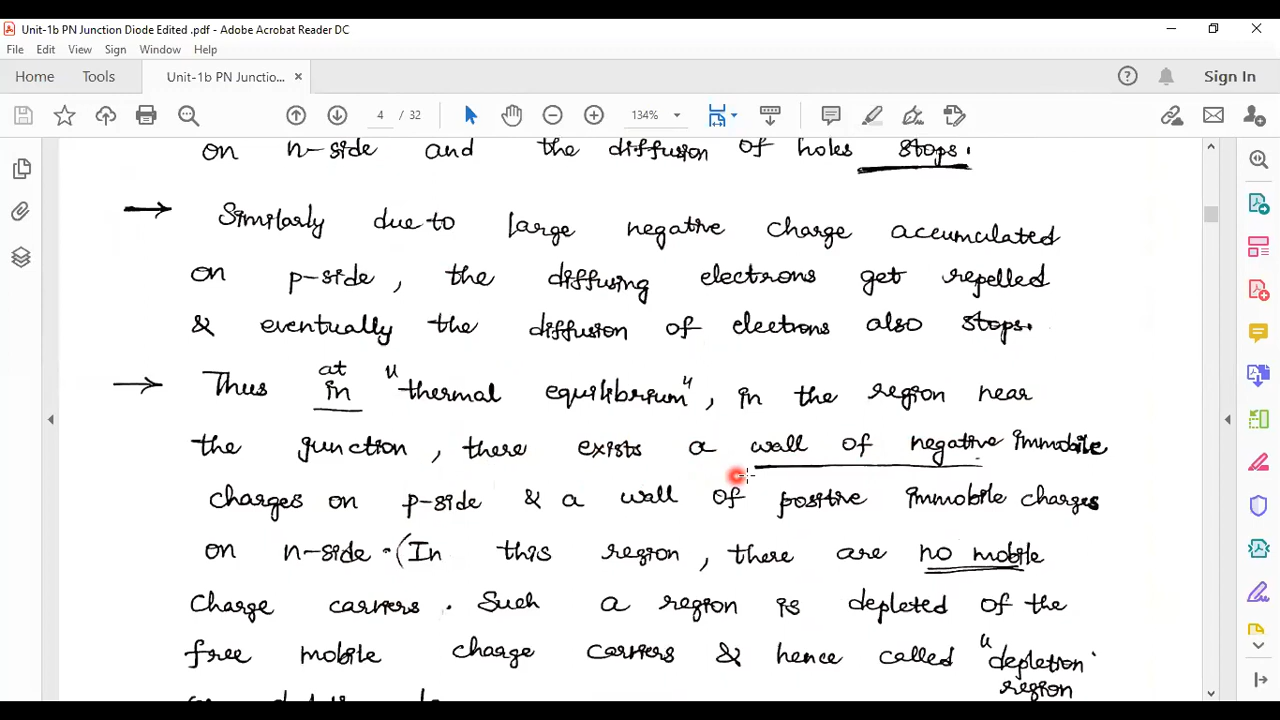 Unit-1b PN Junction Diode Edited .pdf - Adobe Acrobat Reader DC
File Edit View Sign Window Help
Home Tools Unit-1b PN Junctio... × Sign In
4 / 32 134%
on n-side and the diffusion of holes stops.
→ Similarly due to large negative charge accumulated
on p-side, the diffusing electrons get repelled
& eventually the diffusion of electrons also stops.
at
→ Thus in "thermal equilibrium", in the region near
the junction, there exists a wall of negative immobile
charges on p-side & a wall of positive immobile charges
on n-side. (In this region, there are no mobile
charge carriers. Such a region is depleted of the
free mobile charge carriers & hence called "depletion
region